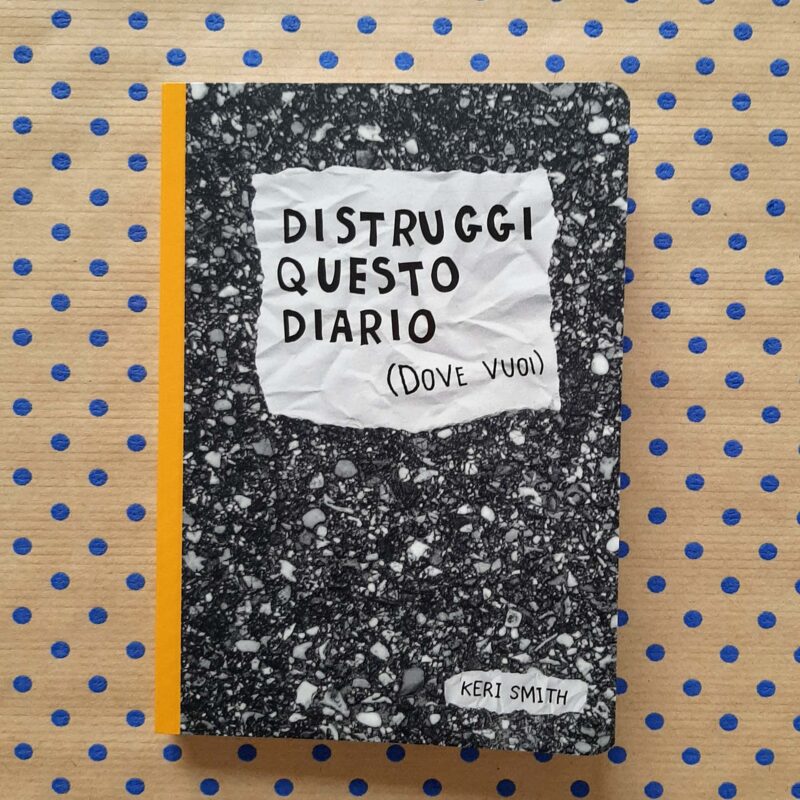 DISTRUGGI
QUESTO
DIARIO
(DOVE VUOI)
KERI SMITH